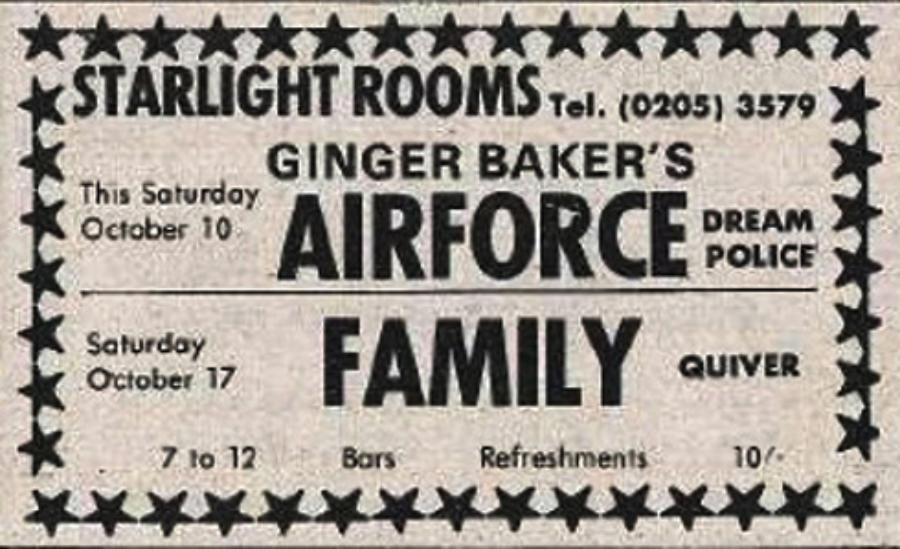 STARLIGHT ROOMS Tel. (0205) 3579
GINGER BAKER'S
This Saturday
October 10
AIRFORCE
DREAM
POLICE
Saturday
October 17
FAMILY
QUIVER
7 to 12 Bars Refreshments 10/-